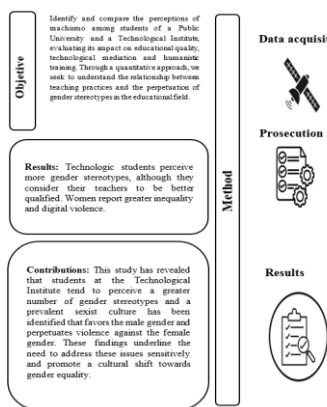 Objetive
Identify and compare the perceptions of
machismo among students of a Public
University and a Technological Institute,
evaluating its impact on educational quality,
technological mediation and humanistic
training. Through a quantitative approach, we
seek to understand the relationship between
teaching practices and the perpetuation of
gender stereotypes in the educational field.
Results: Technologic students perceive
more gender stereotypes, although they
consider their teachers to be better
qualified. Women report greater inequality
and digital violence.
Contributions: This study has revealed
that students at the Technological
Institute tend to perceive a greater
number of gender stereotypes and a
prevalent sexist culture has been
identified that favors the male gender and
perpetuates violence against the female
gender. These findings underline the
need to address these issues sensitively
and promote a cultural shift towards
gender equality.
Method
Data acquisit
Prosecution
Results